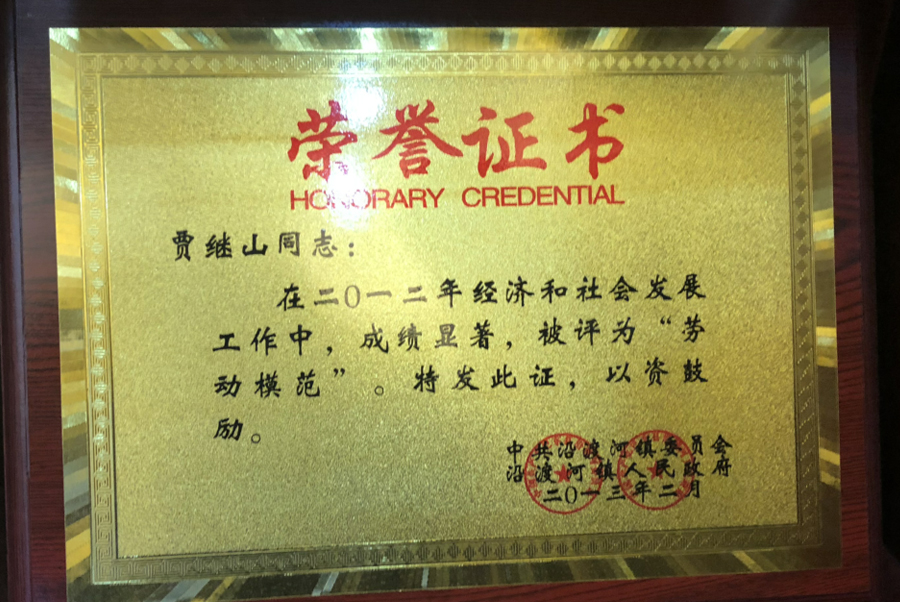 荣誉证书
HONORARY CREDENTIAL
贾继山同志：
在二0一二年经济和社会发展
工作中，成绩显著，被评为“劳
动模范”。特发此证，以资鼓
励。
中共沿渡河镇委员会
沿渡河镇人民政府
二0一三年二月